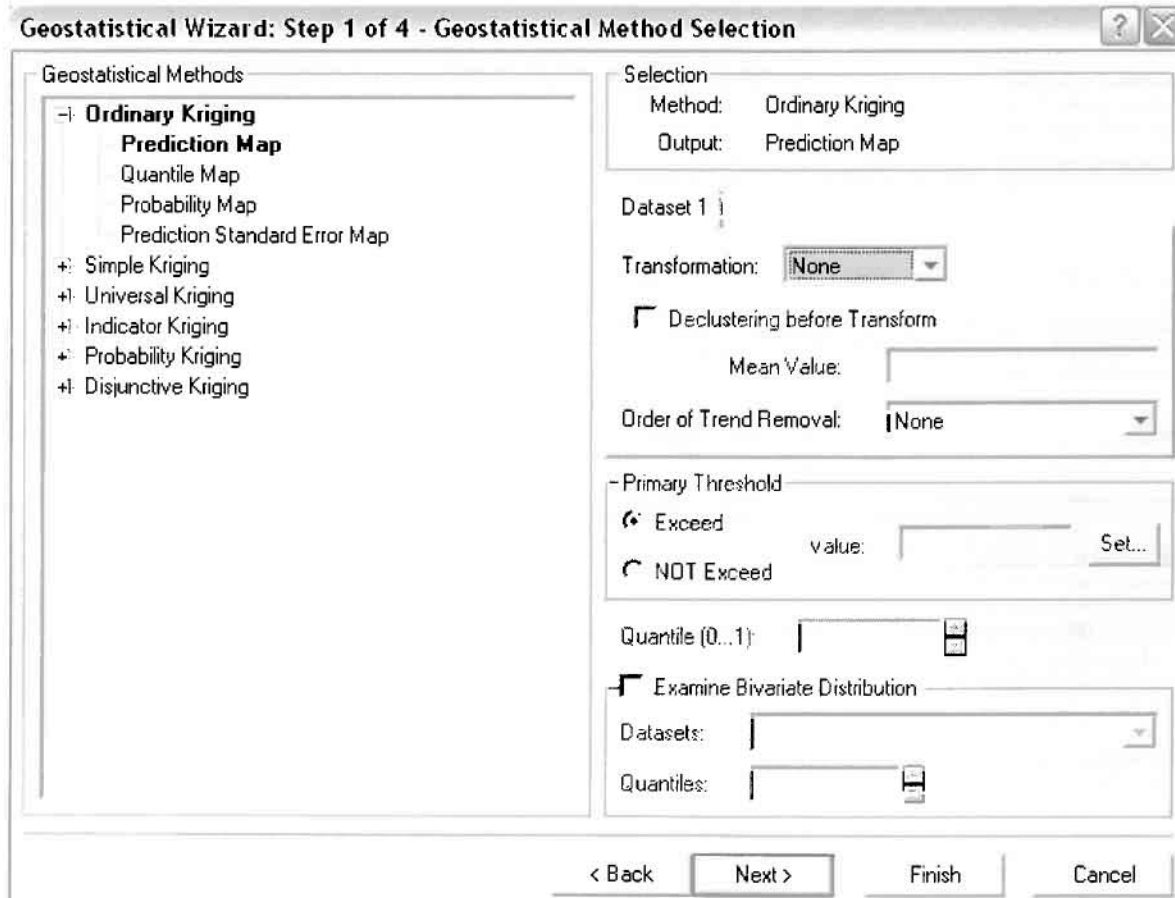 Geostatistical Wizard: Step 1 of 4 - Geostatistical Method Selection
Geostatistical Methods
Ordinary Kriging
Prediction Map
Quantile Map
Probability Map
Prediction Standard Error Map
Simple Kriging
Universal Kriging
Indicator Kriging
Probability Kriging
Disjunctive Kriging
Selection
Method: Ordinary Kriging
Output: Prediction Map
Dataset 1
Transformation: None
Declustering before Transform
Mean Value:
Order of Trend Removal: None
Primary Threshold
Exceed
value: Set...
NOT Exceed
Quantile (0...1):
Examine Bivariate Distribution
Datasets:
Quantiles:
< Back Next > Finish Cancel